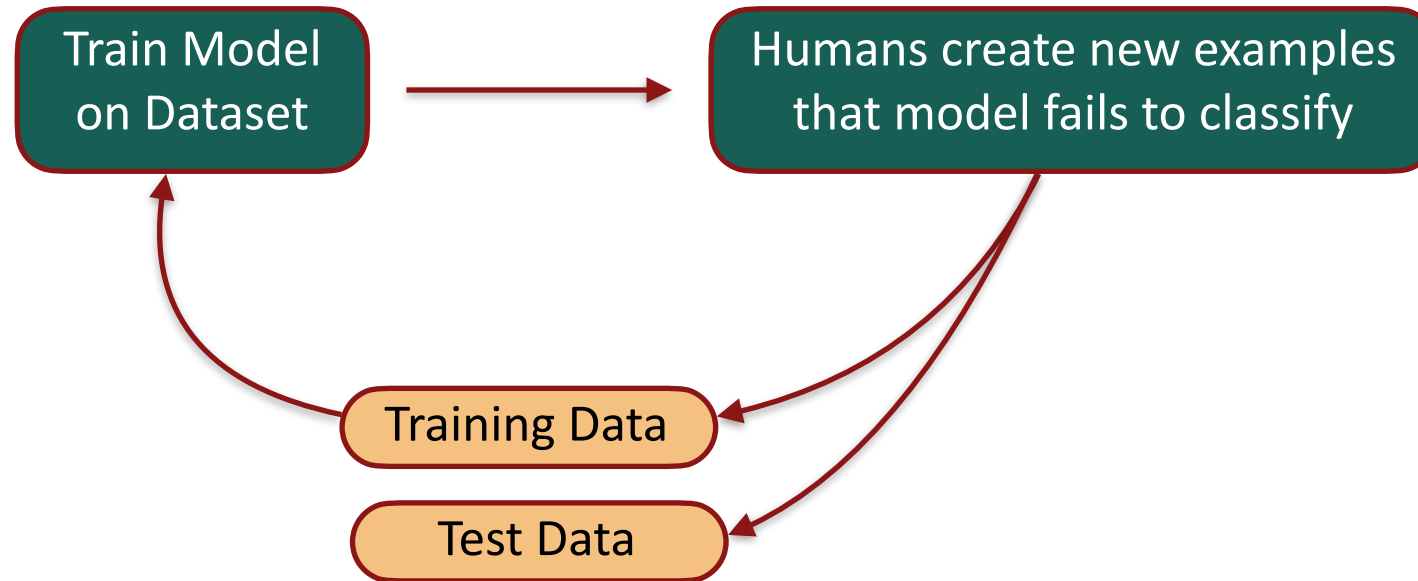 Train Model
on Dataset
Humans create new examples
that model fails to classify
Training Data
Test Data